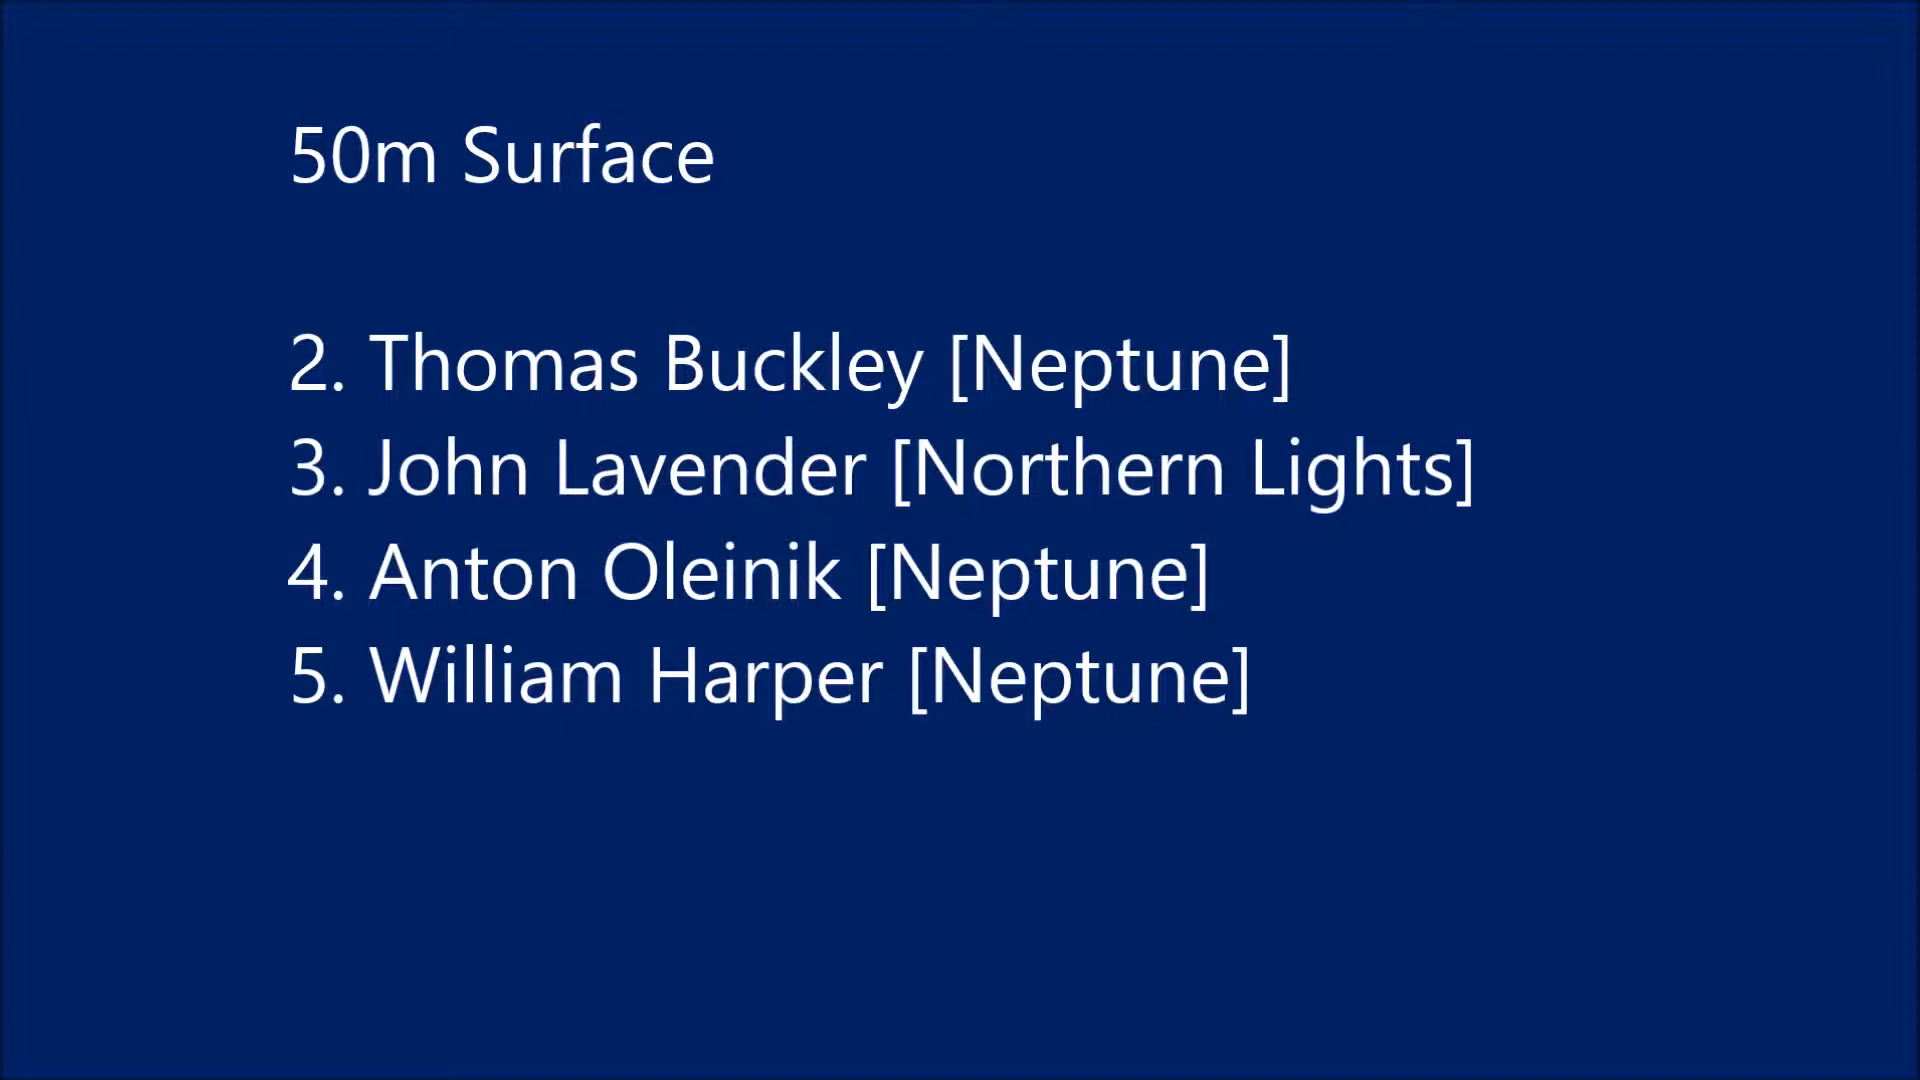 50m Surface
2. Thomas Buckley [Neptune]
3. John Lavender [Northern Lights]
4. Anton Oleinik [Neptune]
5. William Harper [Neptune]